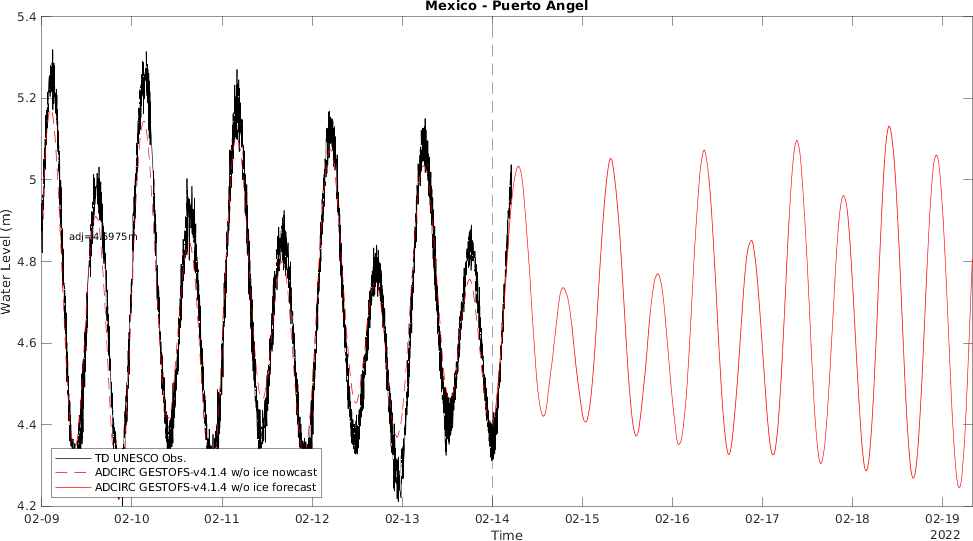 Mexico - Puerto Angel
5.4
5.2
5
4.8
4.6
4.4
4.2
Water Level (m)
adj=4.6975m
TD UNESCO Obs.
ADCIRC GESTOFS-v4.1.4 w/o ice nowcast
ADCIRC GESTOFS-v4.1.4 w/o ice forecast
02-09 02-10 02-11 02-12 02-13 02-14 02-15 02-16 02-17 02-18 02-19
Time
2022